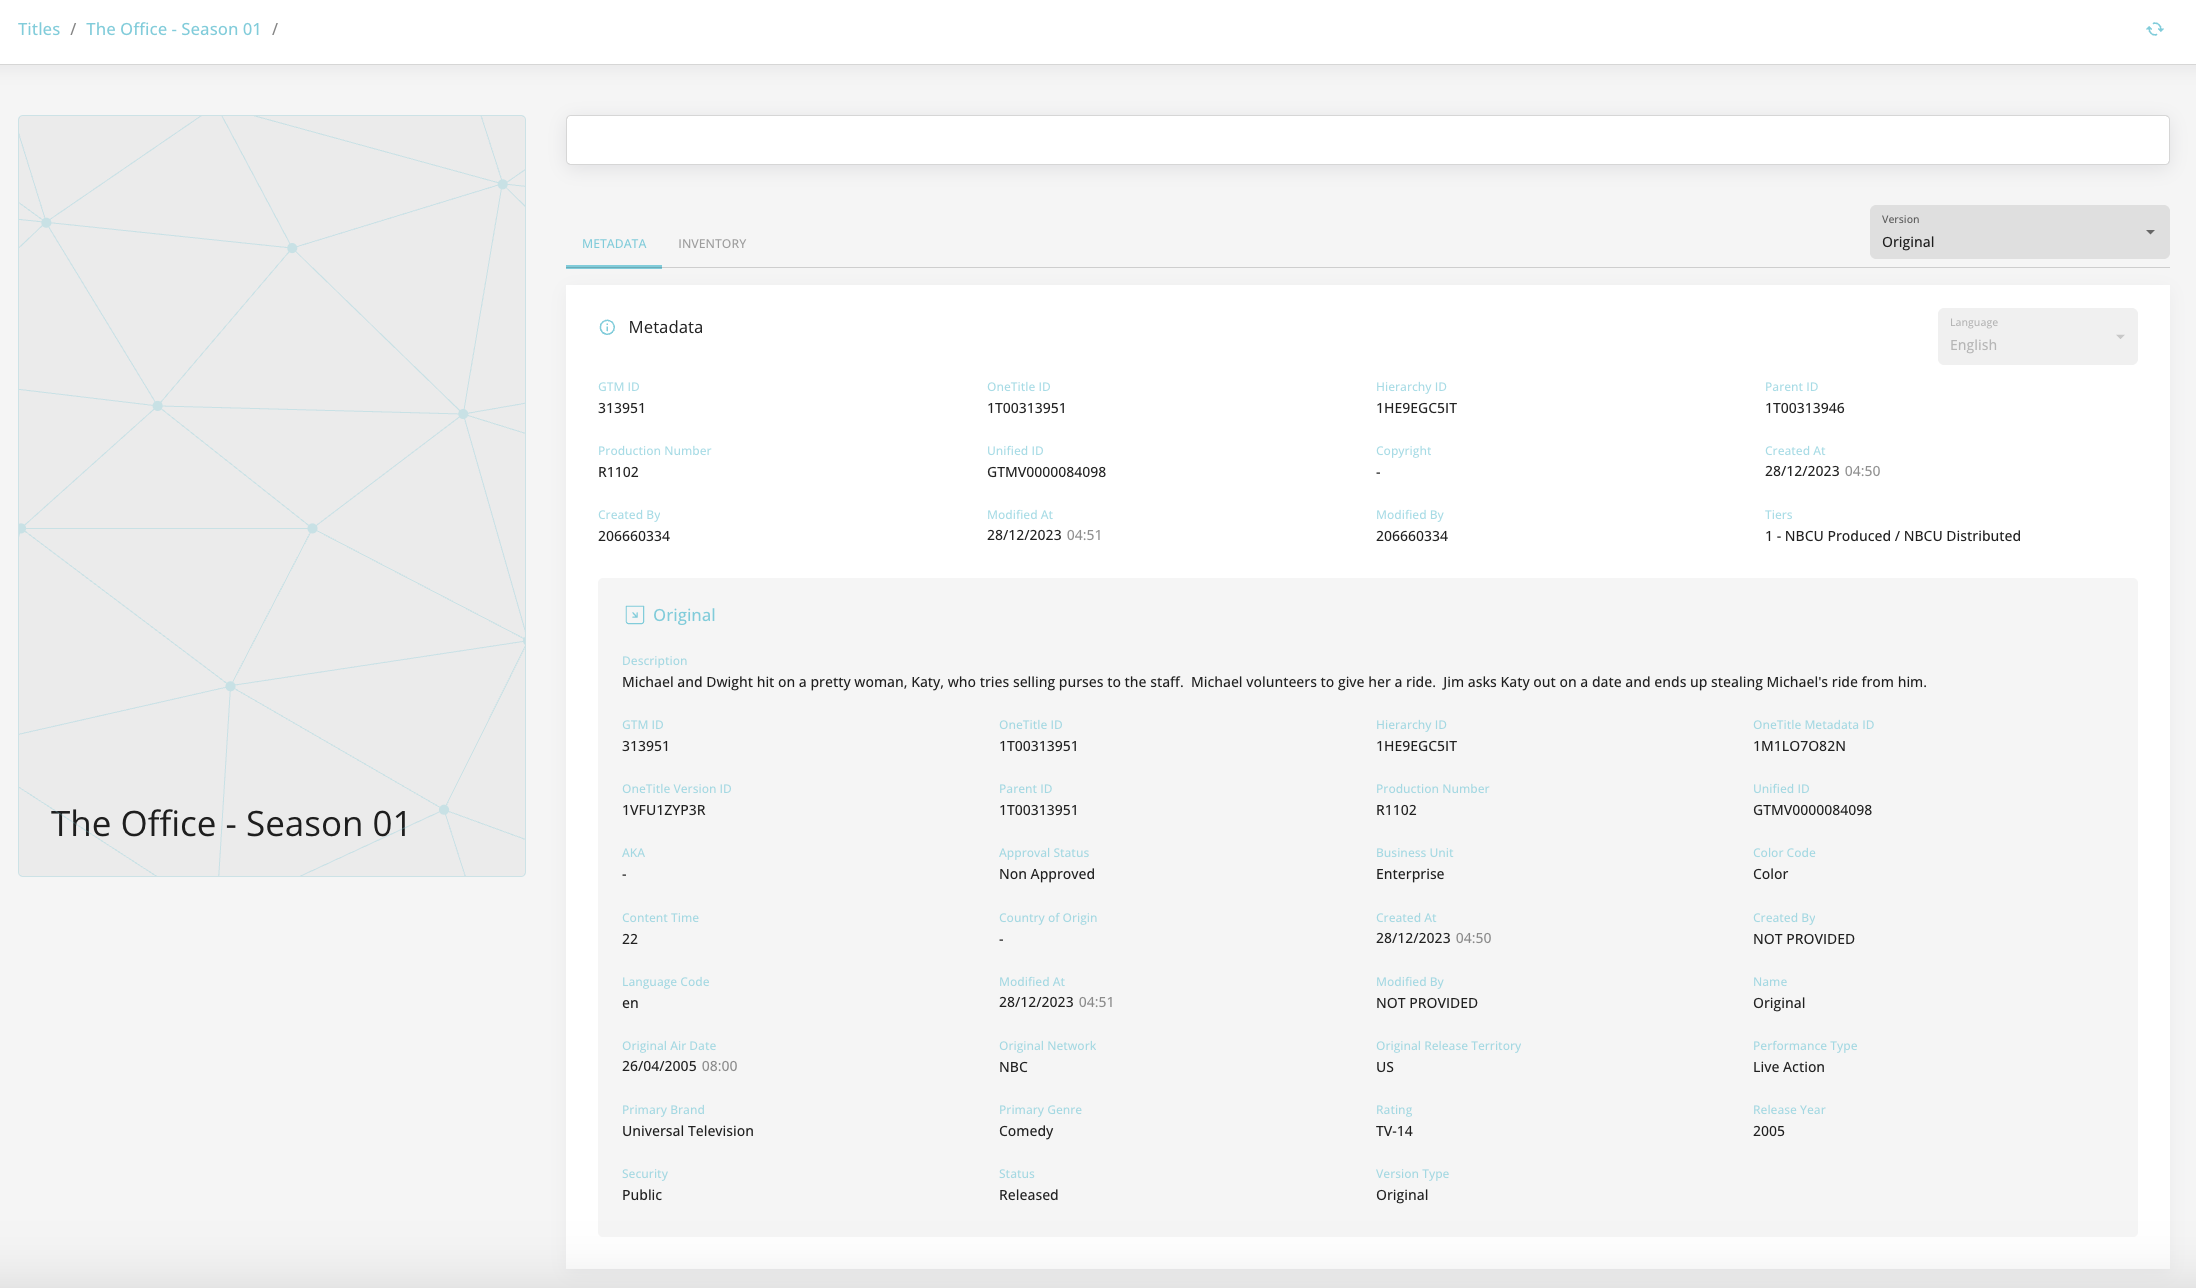 Titles / The Office - Season 01 /
The Office - Season 01
METADATA INVENTORY
Version
Original
Metadata
Language
English
GTM ID OneTitle ID Hierarchy ID Parent ID
313951 1T00313951 1HE9EGC5IT 1T00313946
Production Number Unified ID Copyright Created At
R1102 GTMV0000084098 - 28/12/2023 04:50
Created By Modified At Modified By Tiers
206660334 28/12/2023 04:51 206660334 1 - NBCU Produced / NBCU Distributed
Original
Description
Michael and Dwight hit on a pretty woman, Katy, who tries selling purses to the staff.  Michael volunteers to give her a ride.  Jim asks Katy out on a date and ends up stealing Michael's ride from him.
GTM ID OneTitle ID Hierarchy ID OneTitle Metadata ID
313951 1T00313951 1HE9EGC5IT 1M1LO7O82N
OneTitle Version ID Parent ID Production Number Unified ID
1VFU1ZYP3R 1T00313951 R1102 GTMV0000084098
AKA Approval Status Business Unit Color Code
- Non Approved Enterprise Color
Content Time Country of Origin Created At Created By
22 - 28/12/2023 04:50 NOT PROVIDED
Language Code Modified At Modified By Name
en 28/12/2023 04:51 NOT PROVIDED Original
Original Air Date Original Network Original Release Territory Performance Type
26/04/2005 08:00 NBC US Live Action
Primary Brand Primary Genre Rating Release Year
Universal Television Comedy TV-14 2005
Security Status Version Type
Public Released Original